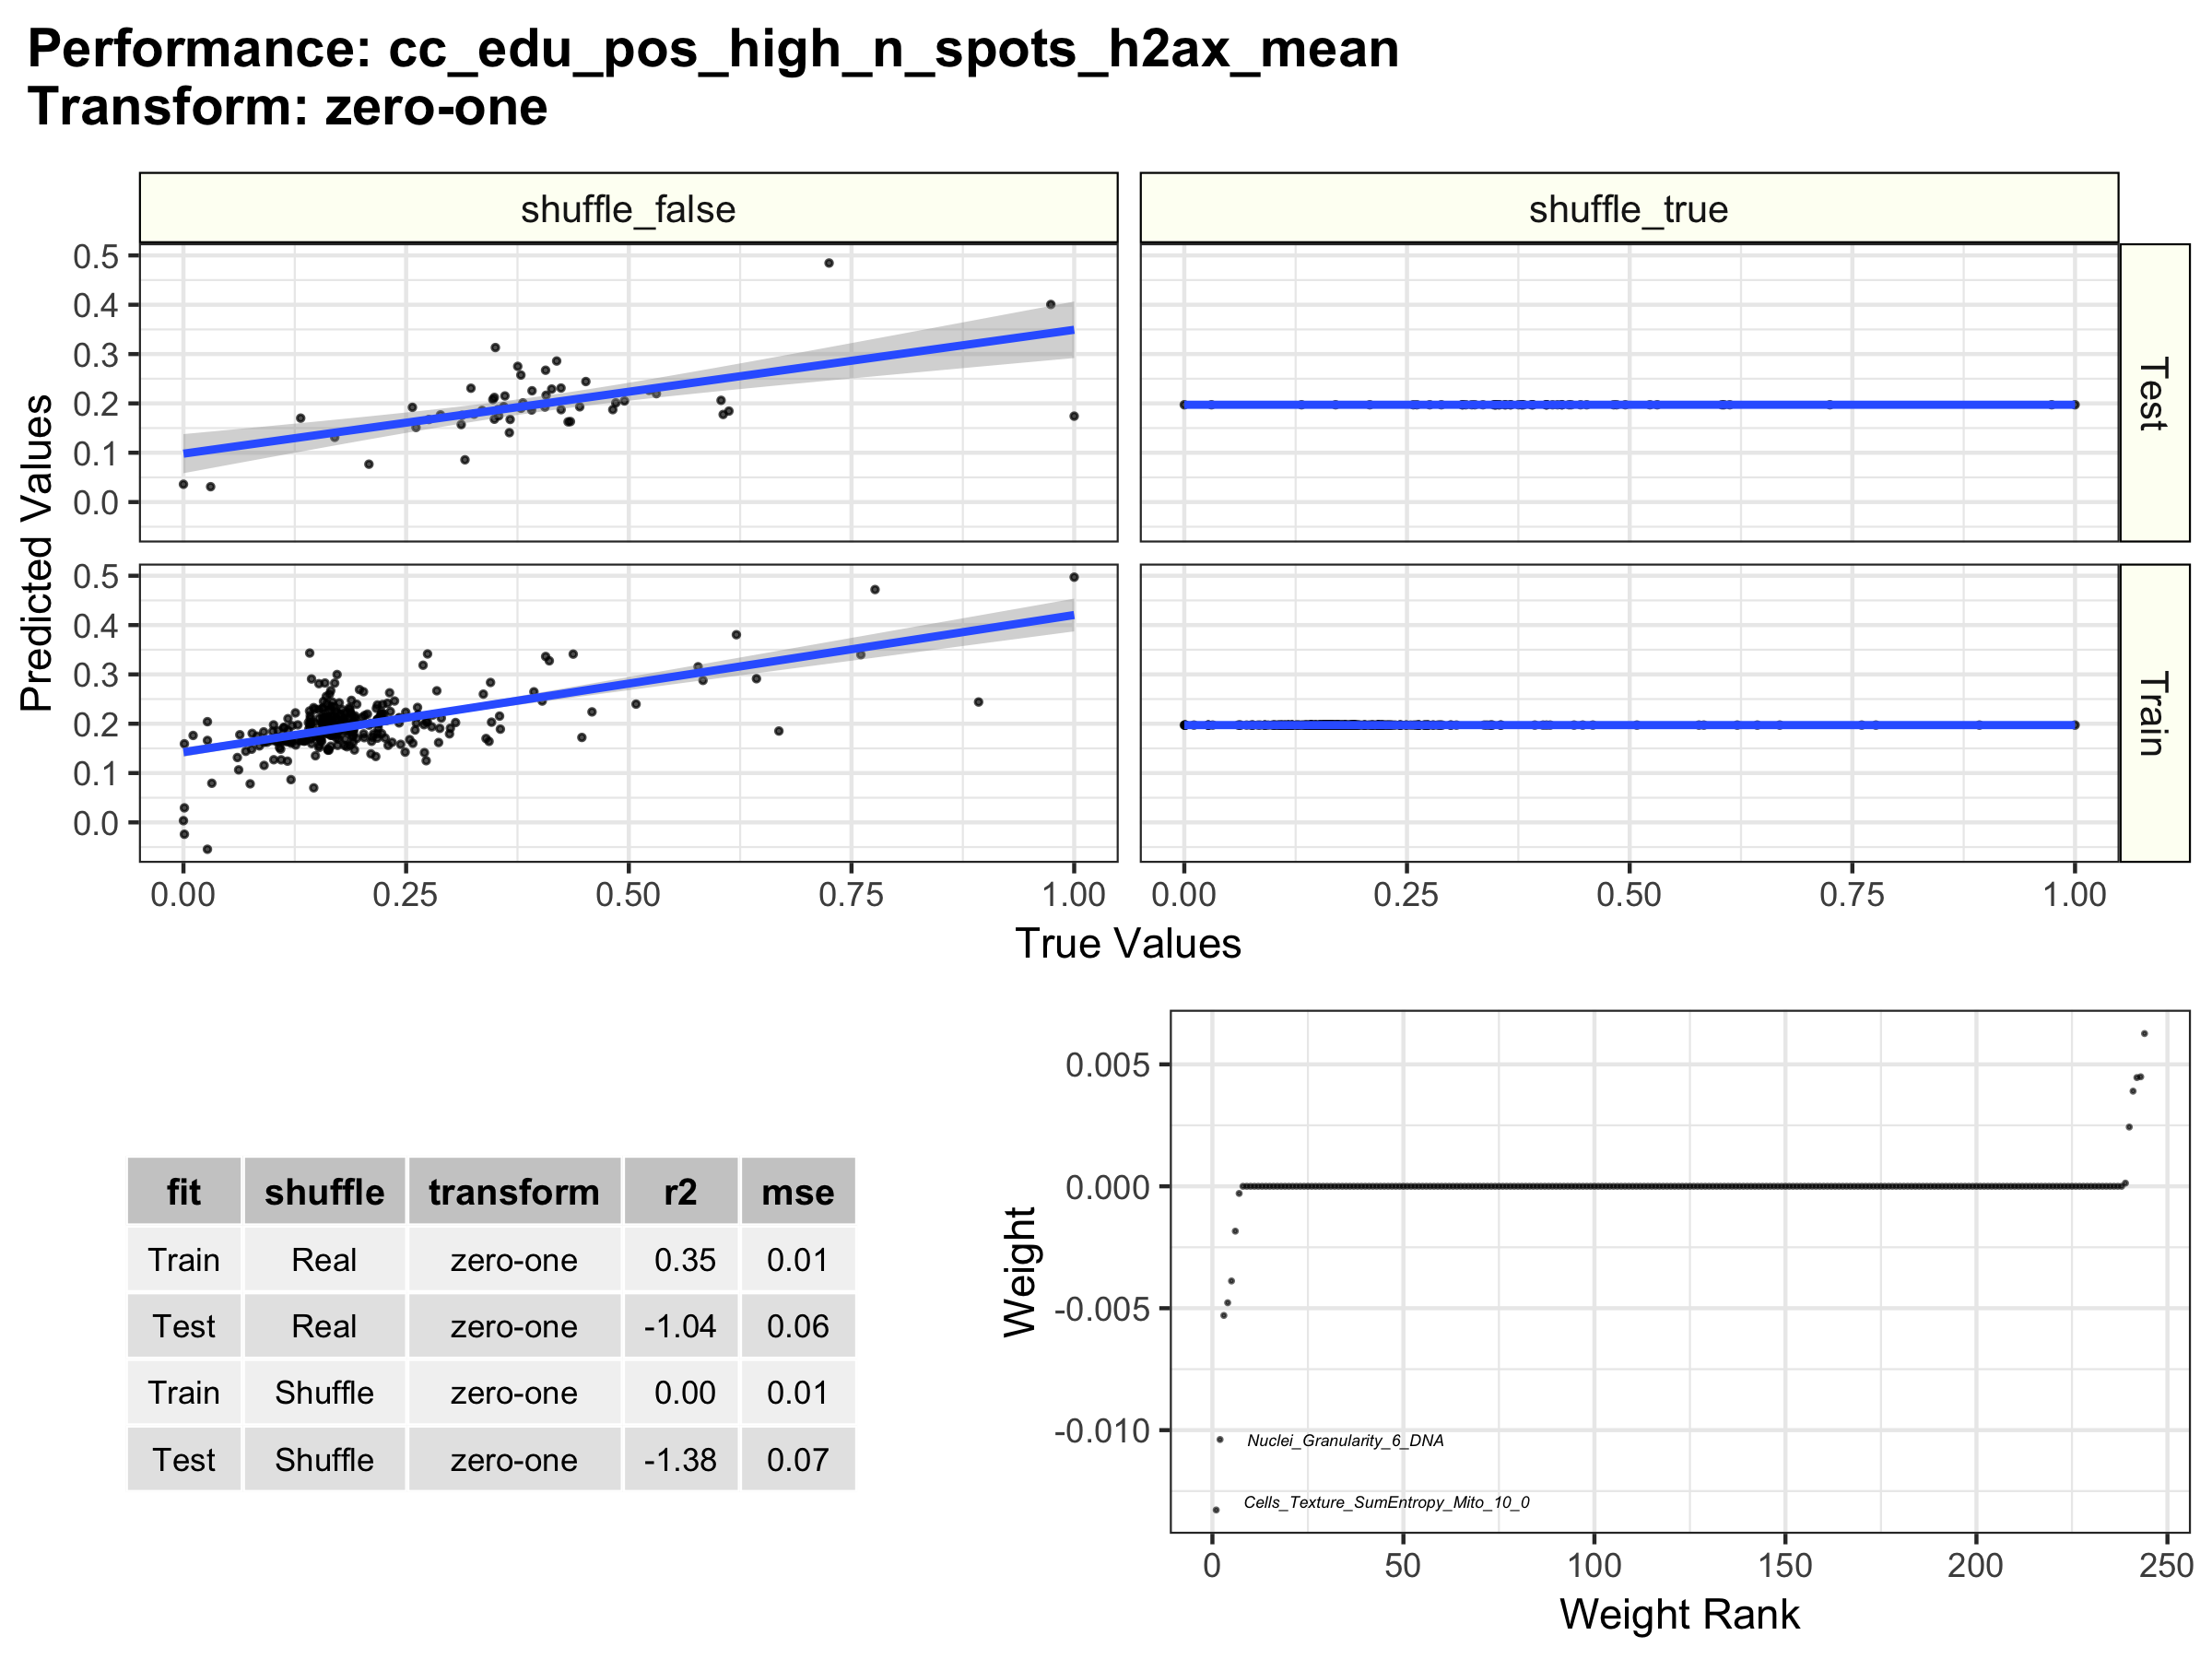 Performance: cc_edu_pos_high_n_spots_h2ax_mean
Transform: zero-one
shuffle_false
shuffle_true
0.5
0.4
0.3
0.2
0.1
0.0
Test
0.5
0.4
0.3
0.2
0.1
0.0
Train
Predicted Values
0.00 0.25 0.50 0.75 1.00
0.00 0.25 0.50 0.75 1.00
True Values
fit shuffle transform r2 mse
Train Real zero-one 0.35 0.01
Test Real zero-one -1.04 0.06
Train Shuffle zero-one 0.00 0.01
Test Shuffle zero-one -1.38 0.07
Weight
0.005
0.000
-0.005
-0.010
Nuclei_Granularity_6_DNA
Cells_Texture_SumEntropy_Mito_10_0
0 50 100 150 200 250
Weight Rank